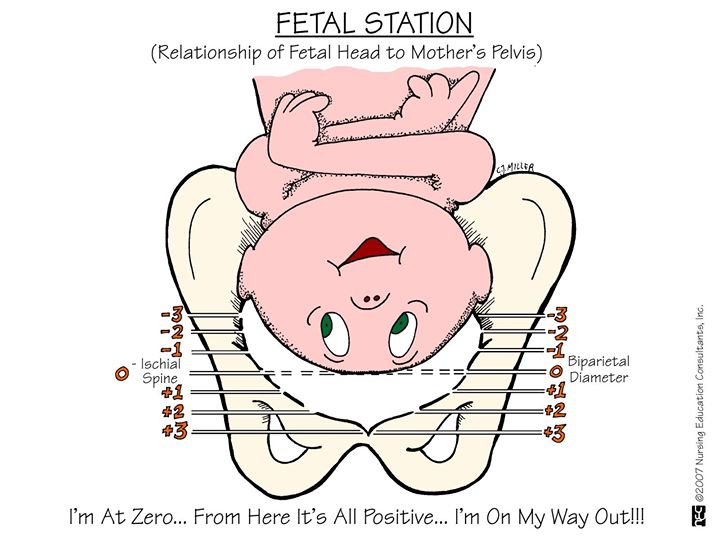 FETAL STATION
(Relationship of Fetal Head to Mother's Pelvis)
C.J. MILLER
-3 -3
-2 -2
-1 -1
- Ischial Spine
0 0
Biparietal Diameter
+1 +1
+2 +2
+3 +3
I'm At Zero... From Here It's All Positive... I'm On My Way Out!!!
©2007 Nursing Education Consultants, Inc.